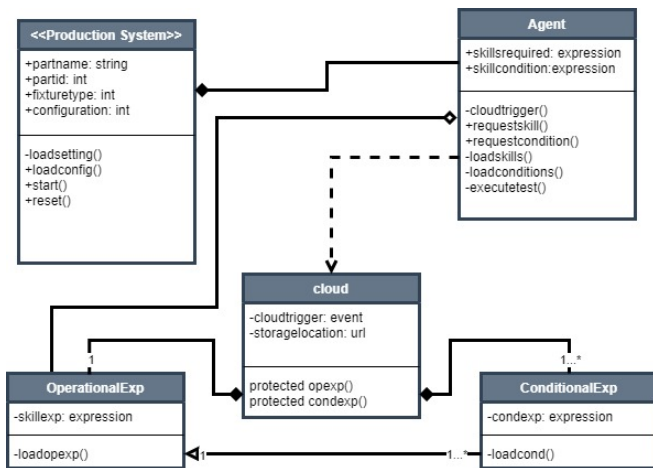 <<Production System>>
+partname: string
+partid: int
+fixturetype: int
+configuration: int
-loadsetting()
+loadconfig()
+start()
+reset()
Agent
+skillsrequired: expression
+skillcondition:expression
-cloudtrigger()
+requestskill()
+requestcondition()
-loadskills()
-loadconditions()
-executetest()
cloud
-cloudtrigger: event
-storagelocation: url
protected opexp()
protected condexp()
1
1...*
OperationalExp
-skillexp: expression
-loadopexp()
ConditionalExp
-condexp: expression
-loadcond()
1
1...*